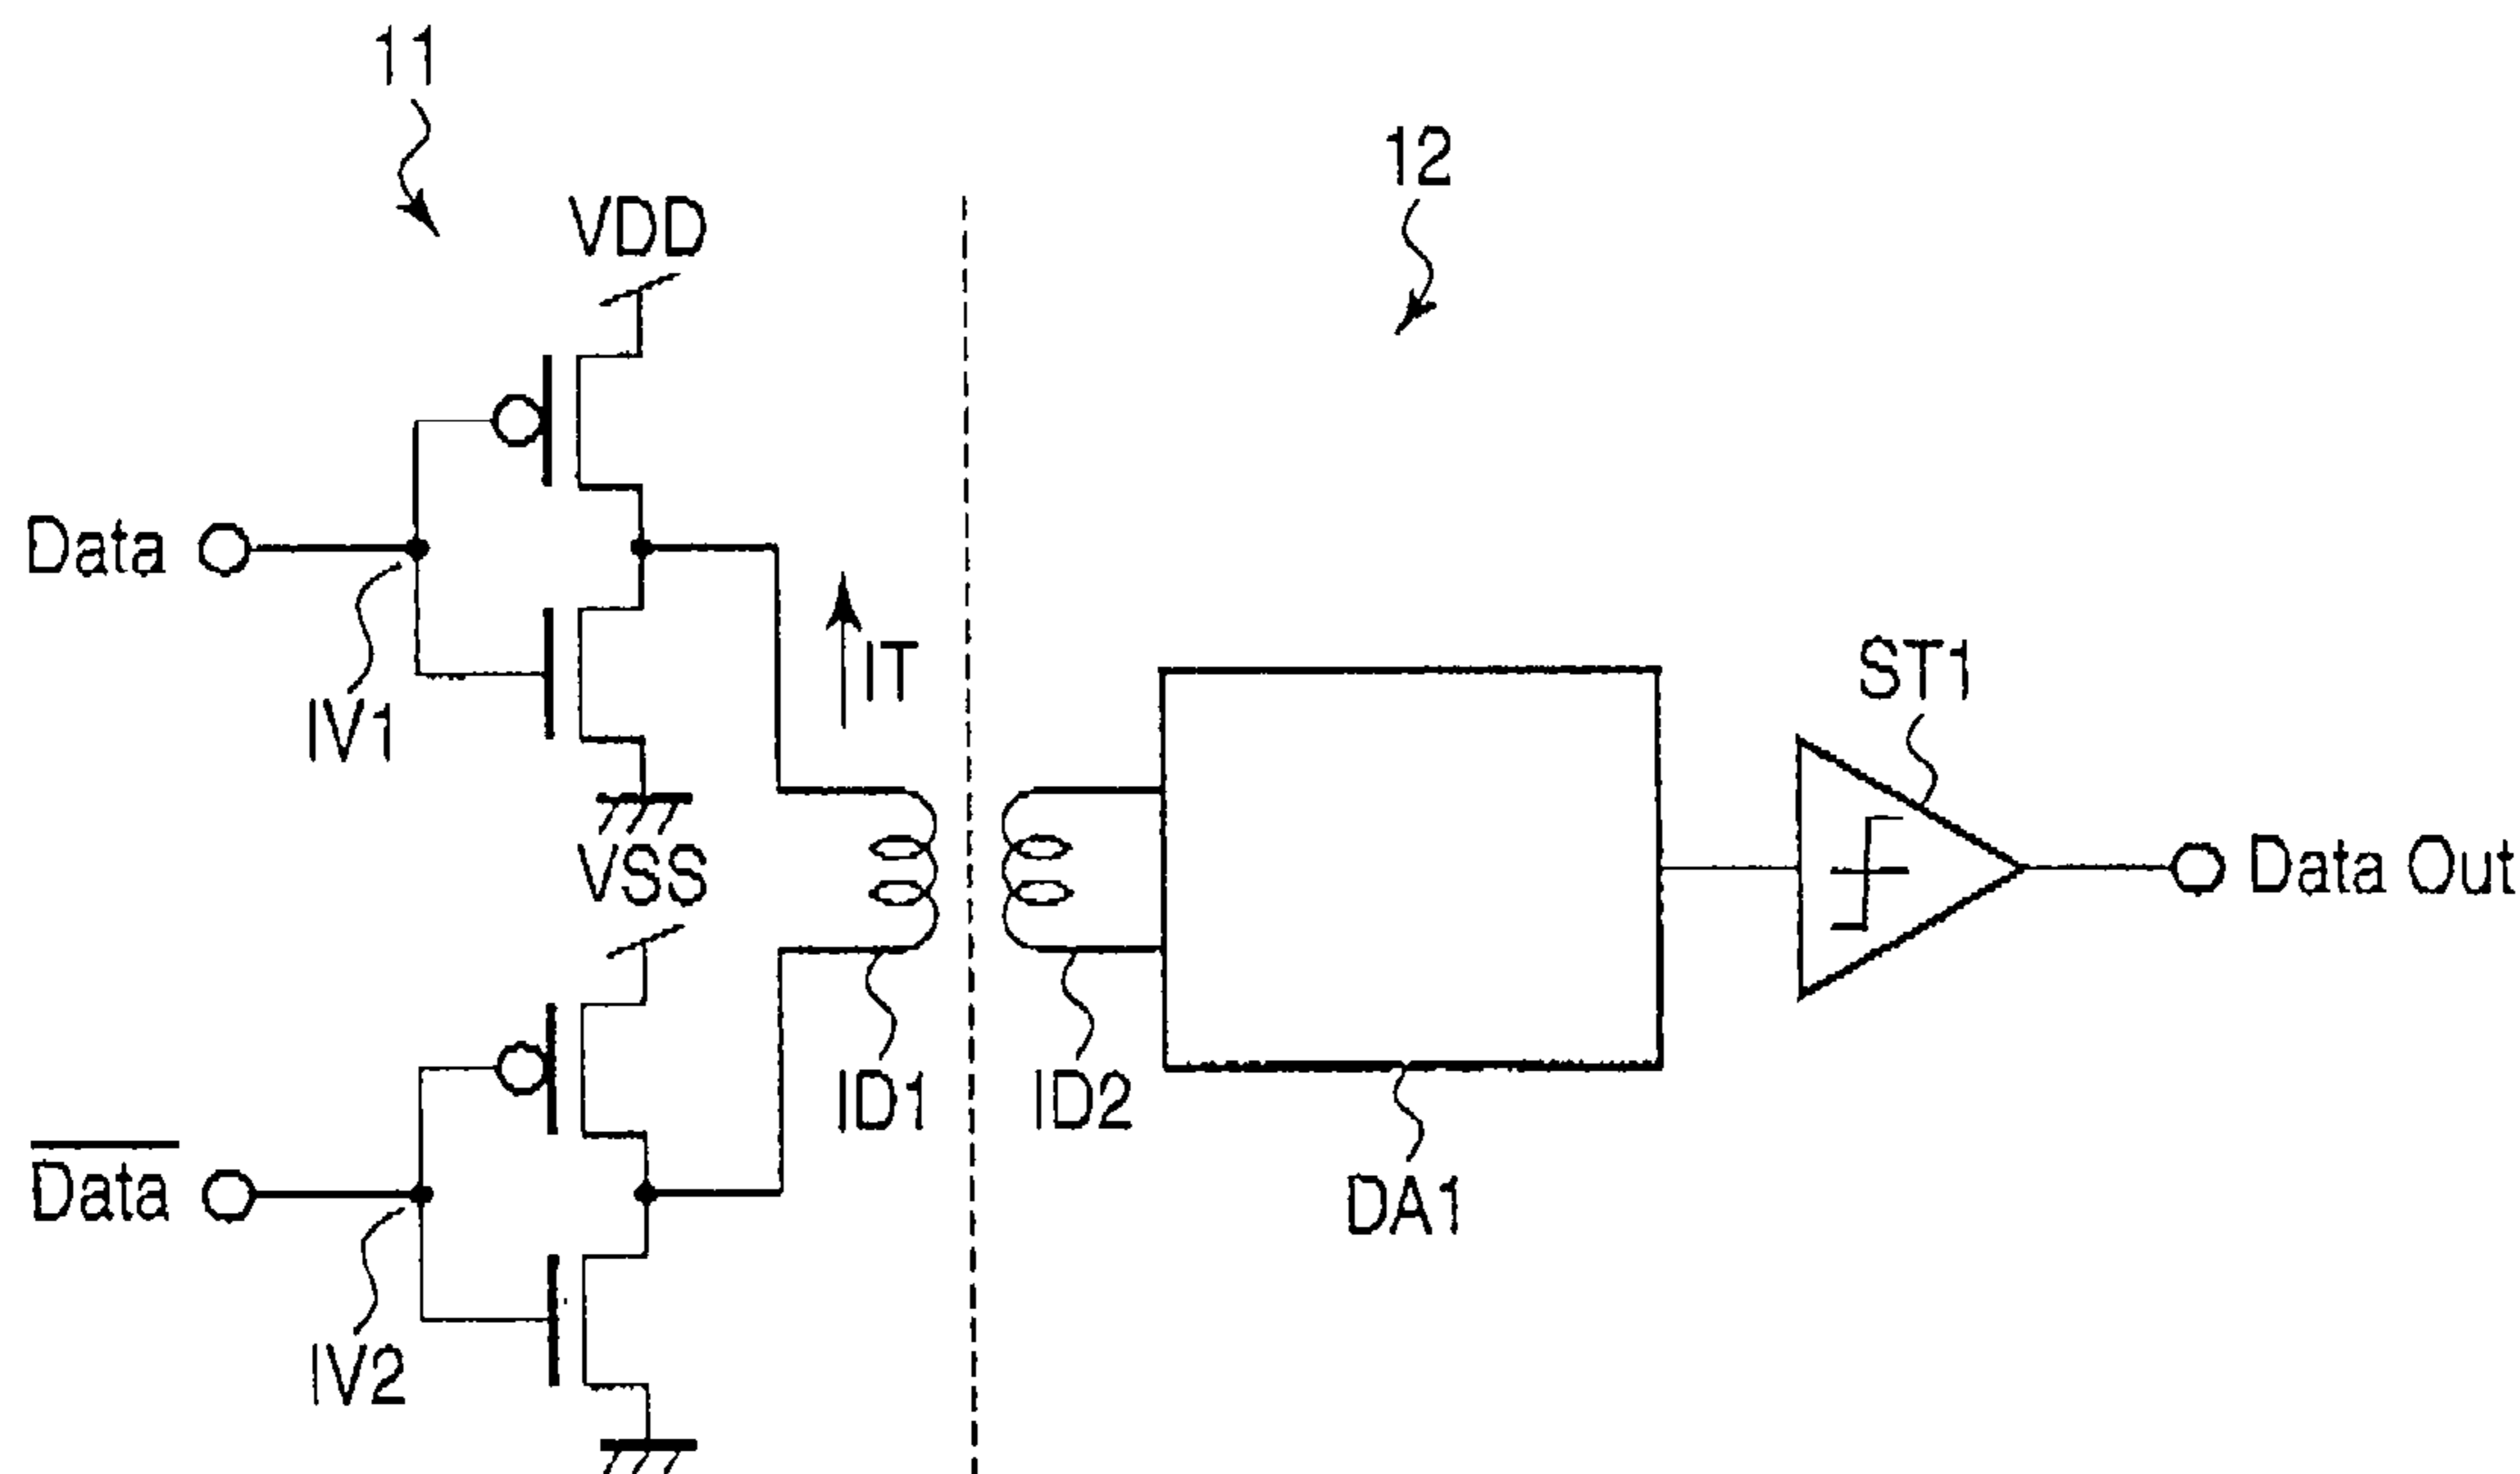 11
12
VDD
Data
IT
ST1
IV1
VSS
Data Out
ID1
ID2
Data
DA1
IV2